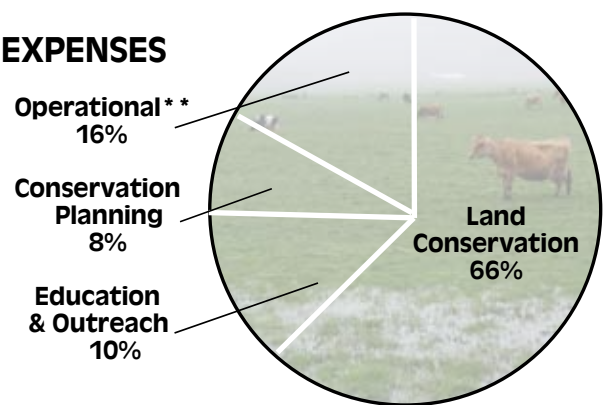 EXPENSES
Operational**
16%
Conservation
Planning
8%
Education
& Outreach
10%
Land
Conservation
66%